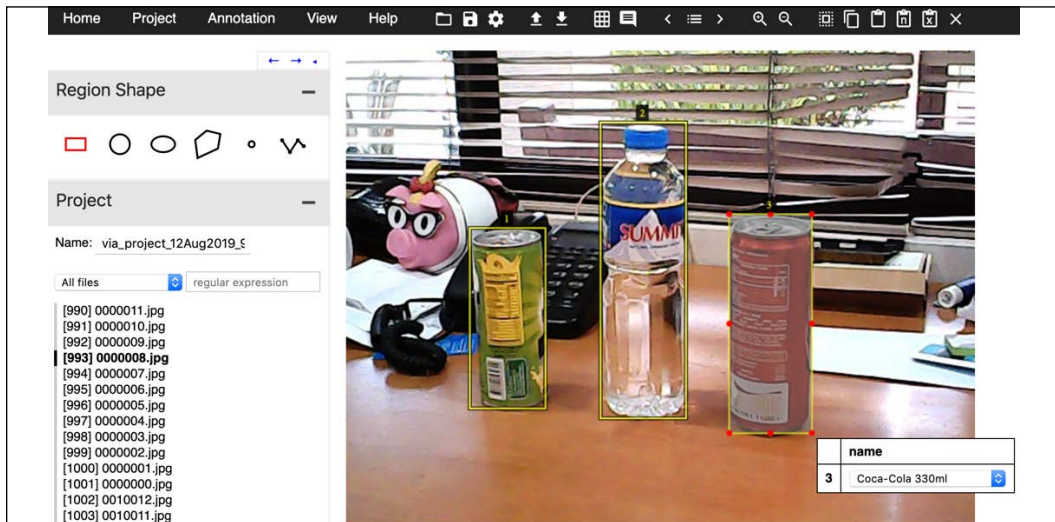 Home Project Annotation View Help
Region Shape
Project
Name: via_project_12Aug2019_
All files regular expression
[990] 0000011.jpg
[991] 0000010.jpg
[992] 0000009.jpg
[993] 0000008.jpg
[994] 0000007.jpg
[995] 0000006.jpg
[996] 0000005.jpg
[997] 0000004.jpg
[998] 0000003.jpg
[999] 0000002.jpg
[1000] 0000001.jpg
[1001] 0000000.jpg
[1002] 0010012.jpg
[1003] 0010011.jpg
1
2
3
SUMMIT
name
3 Coca-Cola 330ml